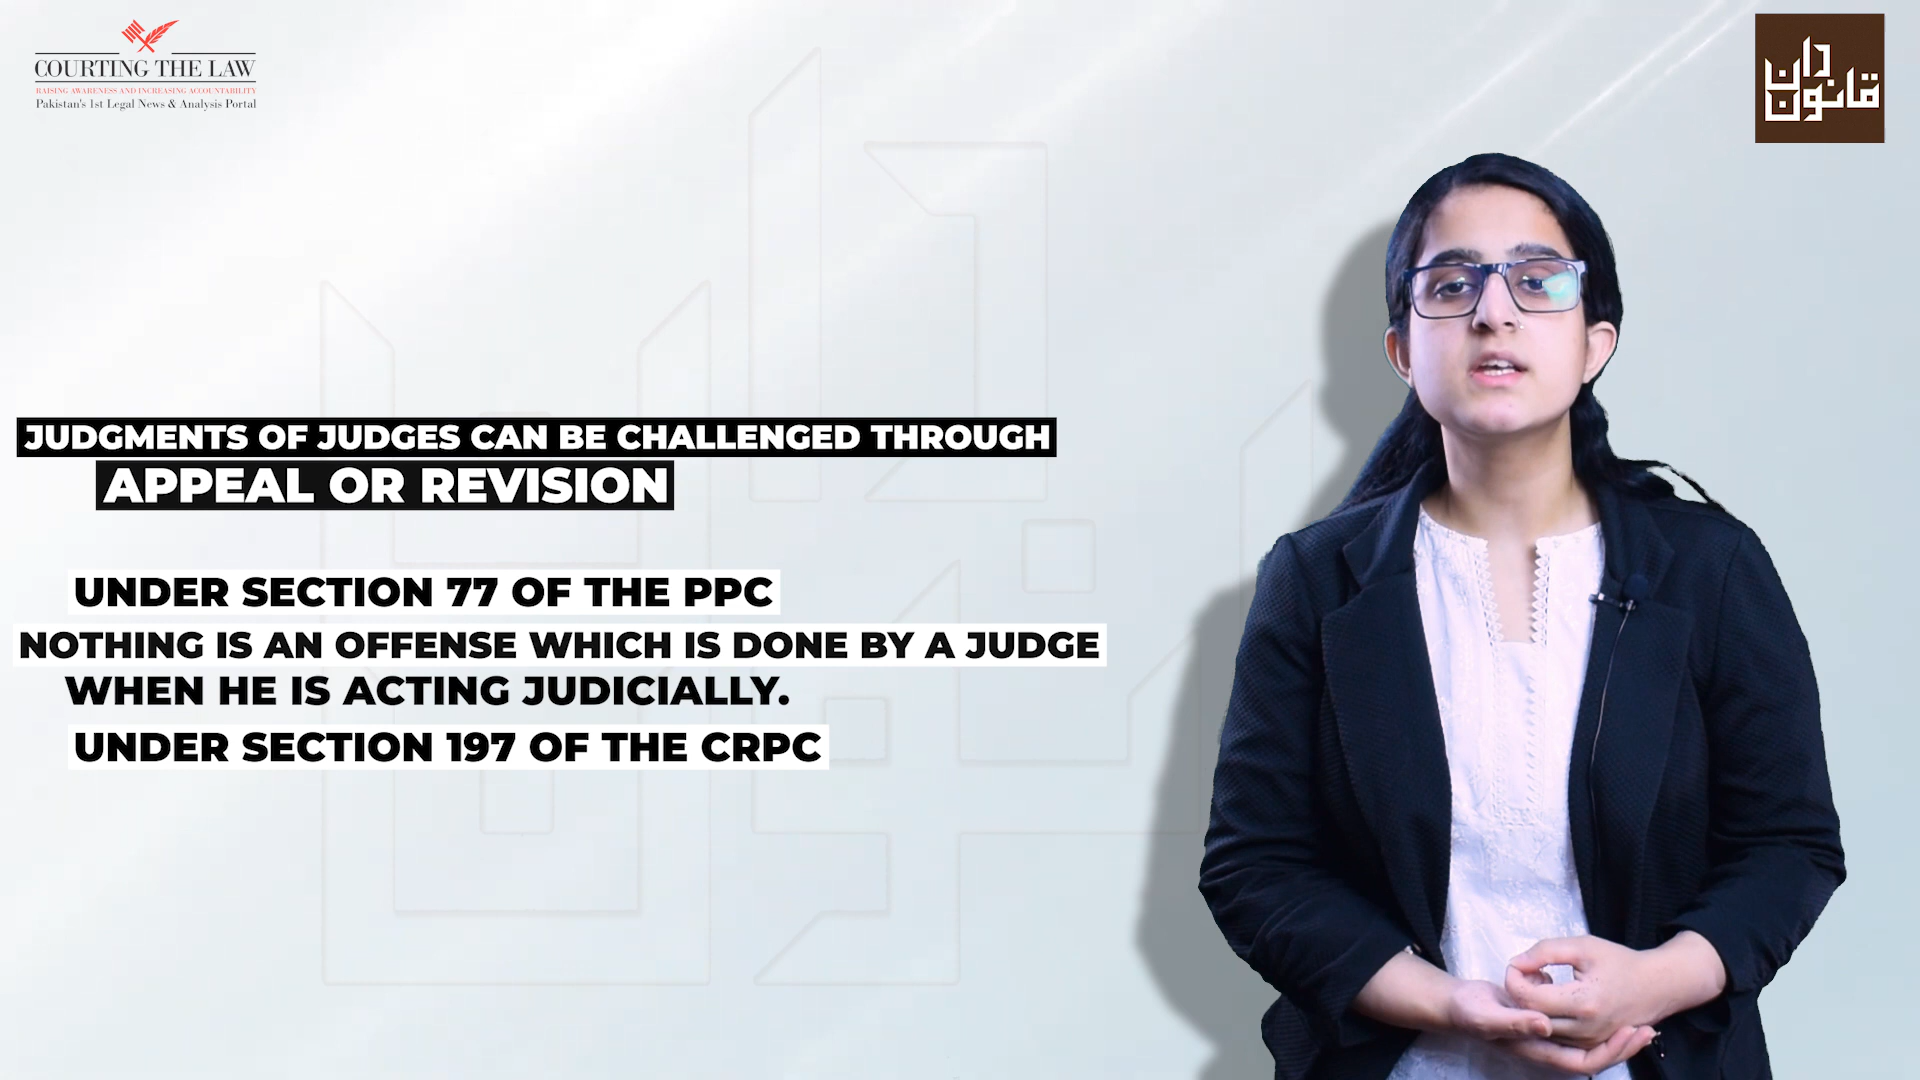 COURTING THE LAW
RAISING AWARENESS AND INCREASING ACCOUNTABILITY
Pakistan's 1st Legal News & Analysis Portal
قانون دان
JUDGMENTS OF JUDGES CAN BE CHALLENGED THROUGH
APPEAL OR REVISION
UNDER SECTION 77 OF THE PPC
NOTHING IS AN OFFENSE WHICH IS DONE BY A JUDGE
WHEN HE IS ACTING JUDICIALLY.
UNDER SECTION 197 OF THE CRPC